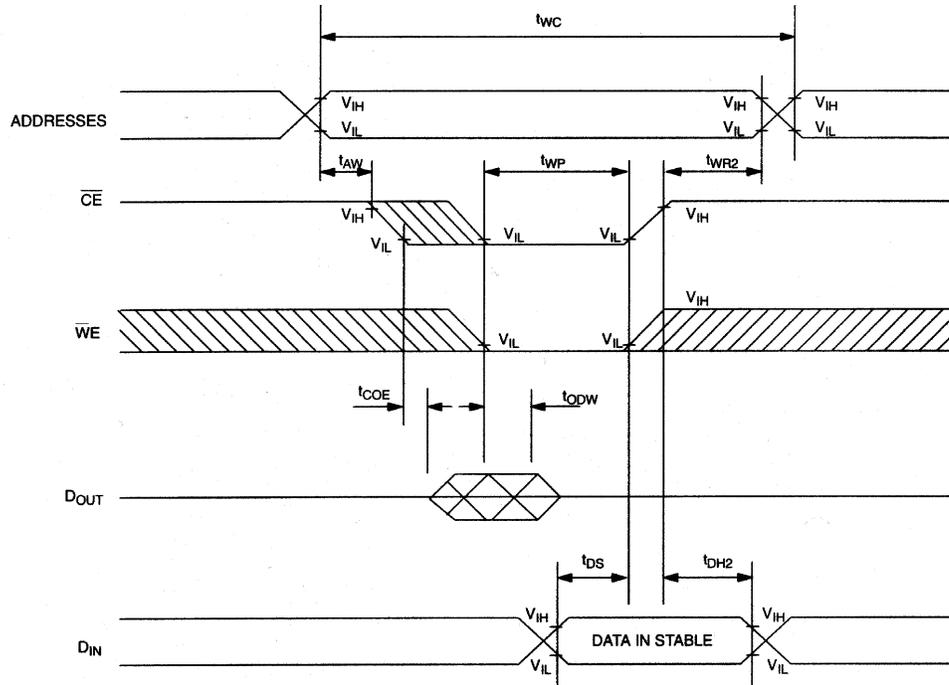 tWC
ADDRESSES
VIH VIH VIH
VIL VIL VIL
tAW tWP tWR2
CE
VIH VIH
VIL VIL VIL
WE
VIH
VIL VIL
tCOE tODW
DOUT
tDS tDH2
DIN
VIH VIH
DATA IN STABLE
VIL VIL